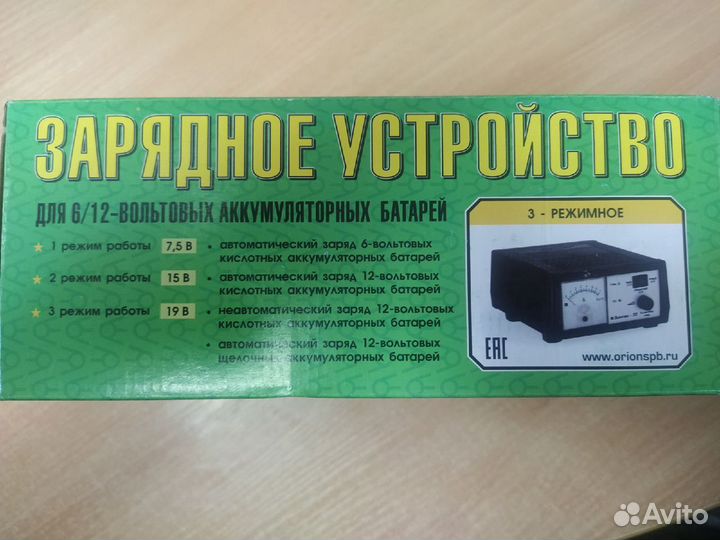 ЗАРЯДНОЕ УСТРОЙСТВО
ДЛЯ 6/12-ВОЛЬТОВЫХ АККУМУЛЯТОРНЫХ БАТАРЕЙ
★ 1 режим работы 7,5 В • автоматический заряд 6-вольтовых
кислотных аккумуляторных батарей
★ 2 режим работы 15 В • автоматический заряд 12-вольтовых
кислотных аккумуляторных батарей
★ 3 режим работы 19 В • неавтоматический заряд 12-вольтовых
кислотных аккумуляторных батарей
• автоматический заряд 12-вольтовых
щелочных аккумуляторных батарей
3 - РЕЖИМНОЕ
EAC
www.orionspb.ru
Avito